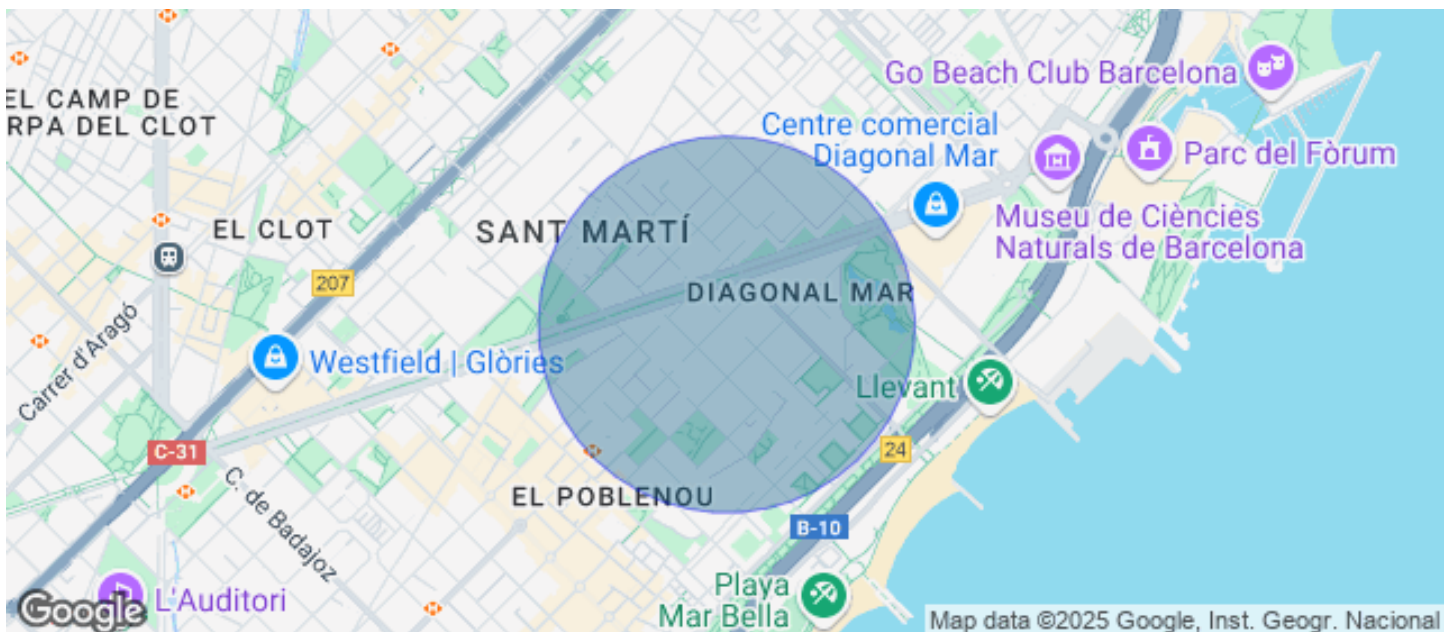 Go Beach Club Barcelona
EL CAMP DE
RPA DEL CLOT
Centre comercial
Diagonal Mar
Parc del Fòrum
EL CLOT
SANT MARTÍ
Museu de Ciències
Naturals de Barcelona
207
DIAGONAL MAR
Carrer d'Aragó
Westfield | Glòries
Llevant
C-31
24
C. de Badajoz
EL POBLENOU
B-10
Playa
Mar Bella
L'Auditori
Google
Map data ©2025 Google, Inst. Geogr. Nacional